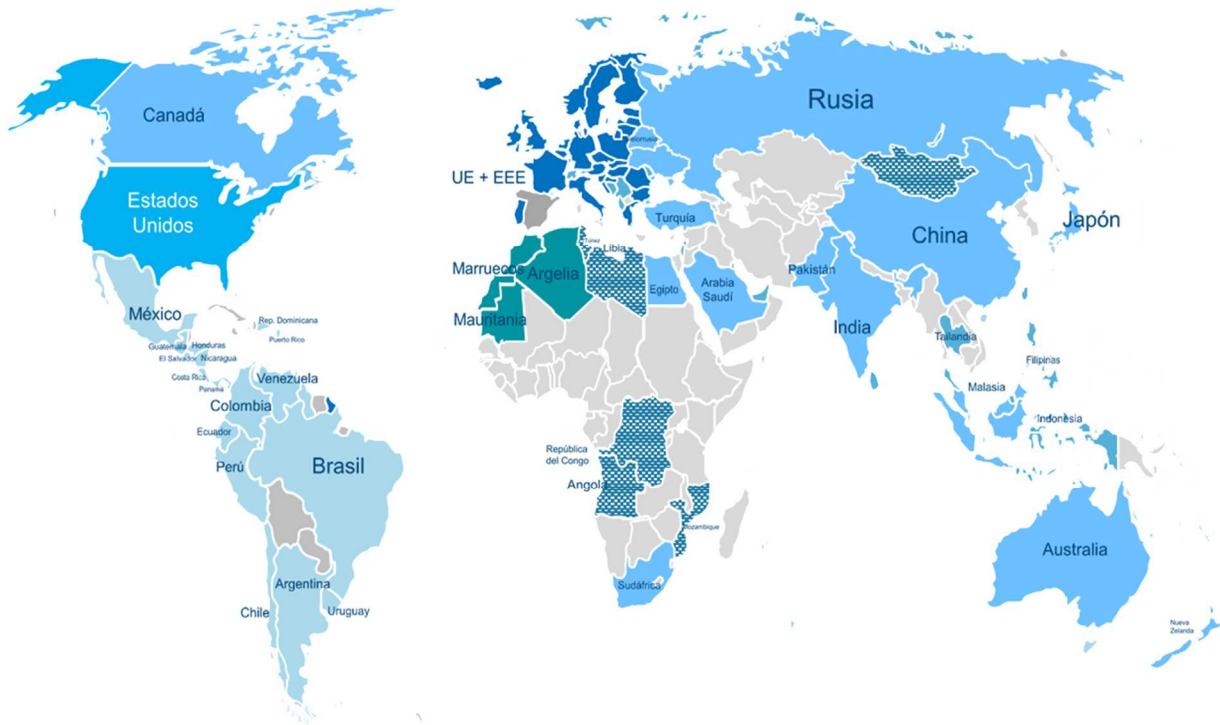 Canadá
Estados
Unidos
México
Rep. Dominicana
Puerto Rico
Guatemala
Honduras
El Salvador
Nicaragua
Costa Rica
Panamá
Venezuela
Colombia
Ecuador
Perú
Brasil
Argentina
Chile
Uruguay
UE + EEE
Bielorrusia
Rusia
Turquía
Túnez
Libia
Marruecos
Argelia
Mauritania
Egipto
Arabia
Saudí
Pakistán
India
China
Japón
Tailandia
Filipinas
Malasia
Indonesia
República
del Congo
Angola
Mozambique
Sudáfrica
Australia
Nueva
Zelanda